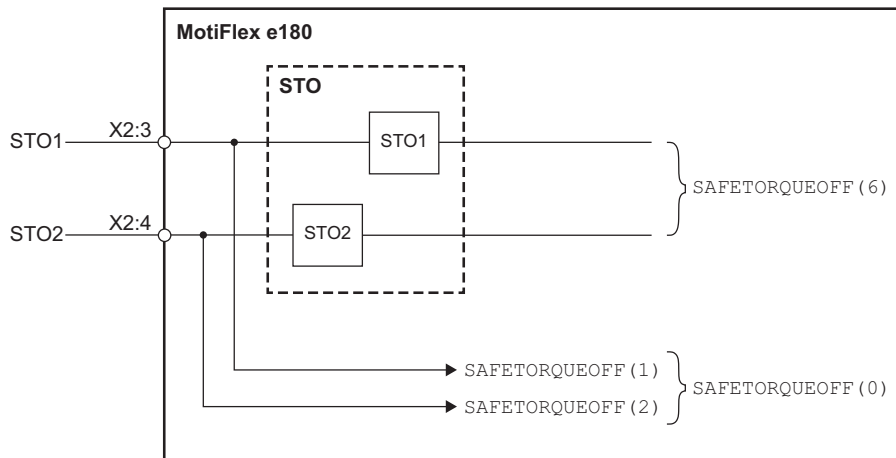 MotiFlex e180
STO
STO1
X2:3
STO1
SAFETORQUEOFF(6)
STO2
X2:4
STO2
SAFETORQUEOFF(1)
SAFETORQUEOFF(0)
SAFETORQUEOFF(2)